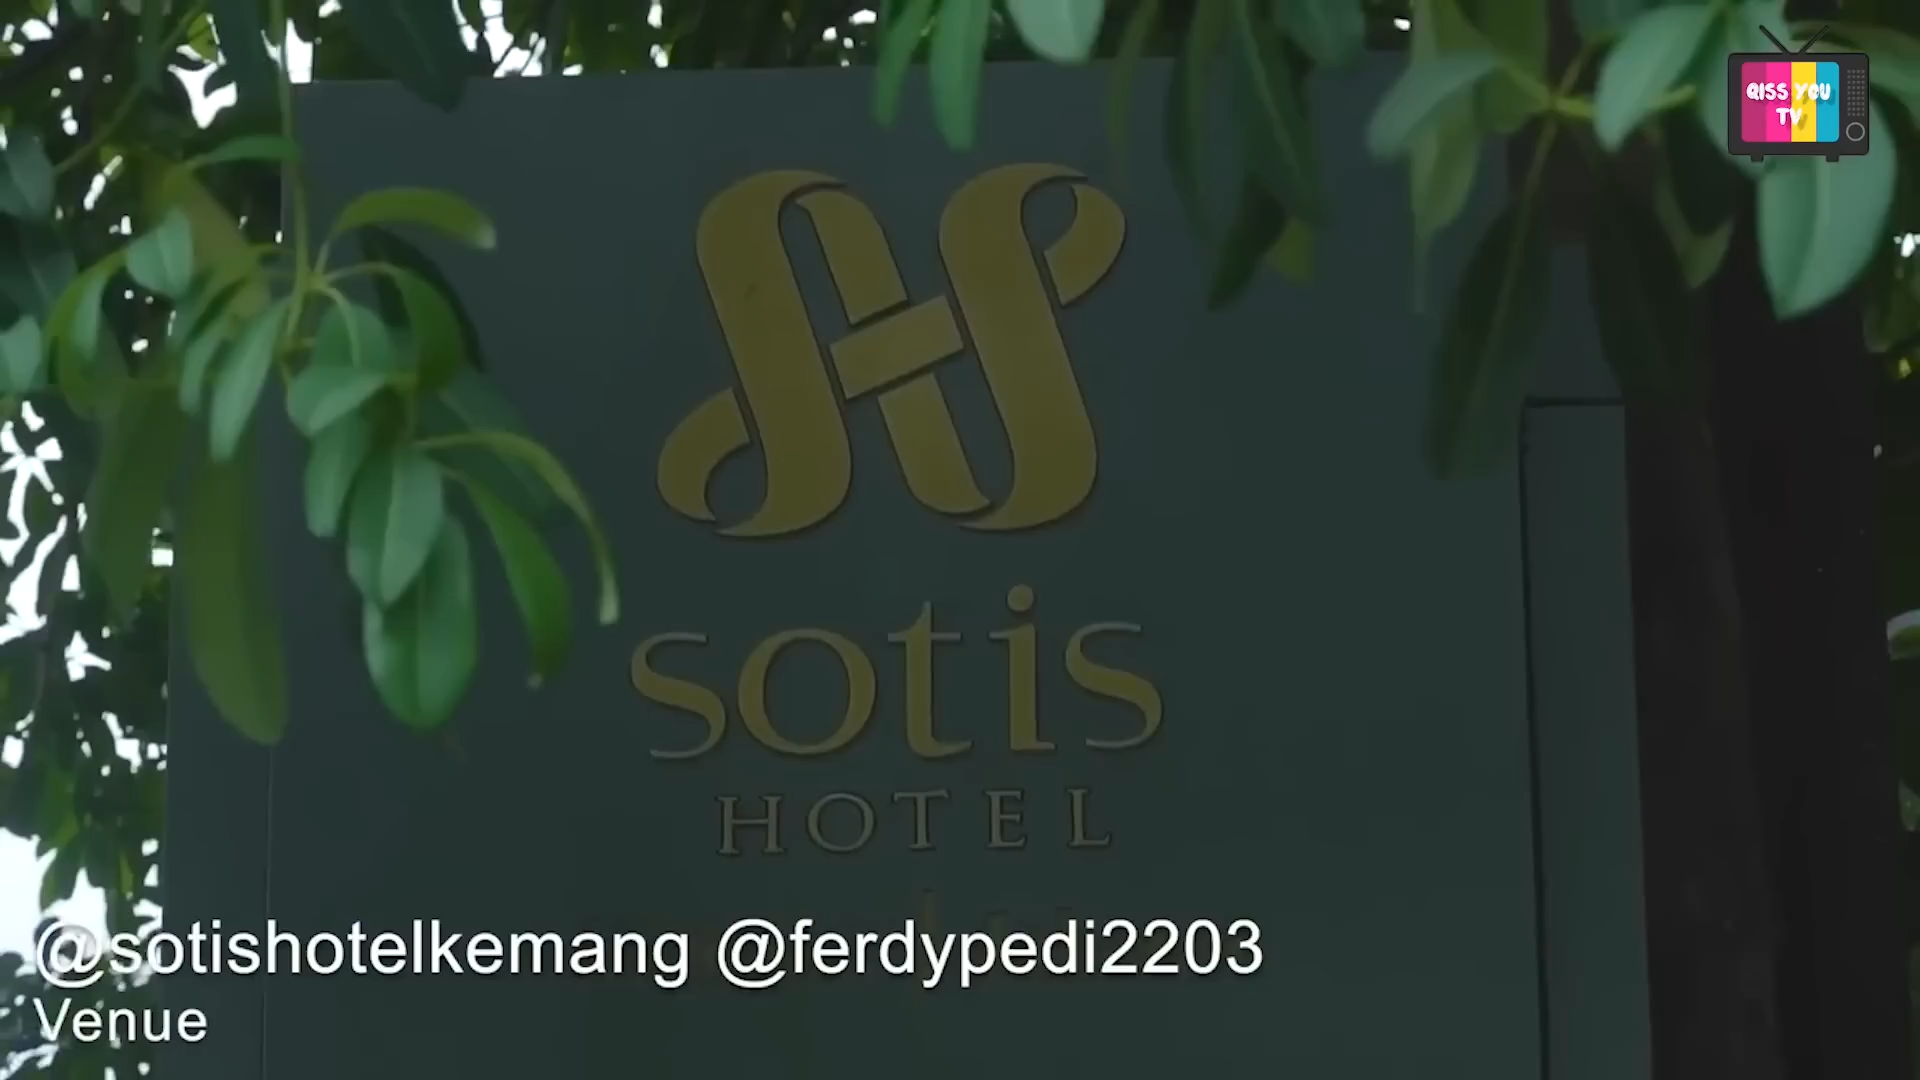 QISS YOU
TV
sotis
HOTEL
@sotishotelkemang @ferdypedi2203
Venue